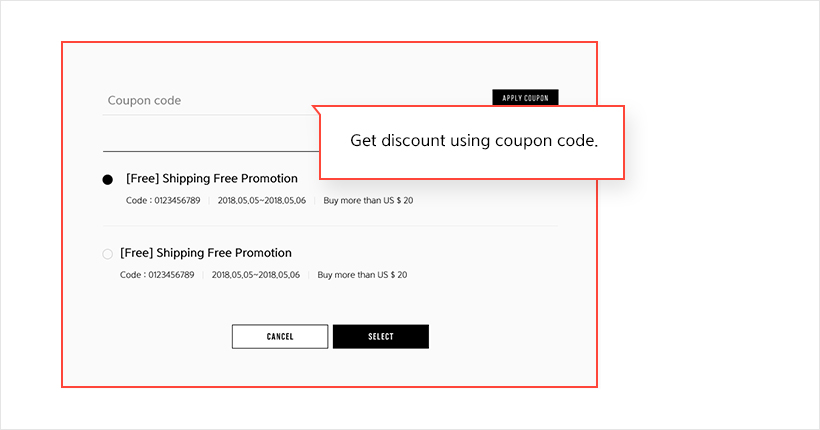 Coupon code
APPLY COUPON
Get discount using coupon code.
[Free] Shipping Free Promotion
Code : 0123456789 2018.05.05~2018.05.06 Buy more than US $ 20
[Free] Shipping Free Promotion
Code : 0123456789 2018.05.05~2018.05.06 Buy more than US $ 20
CANCEL SELECT